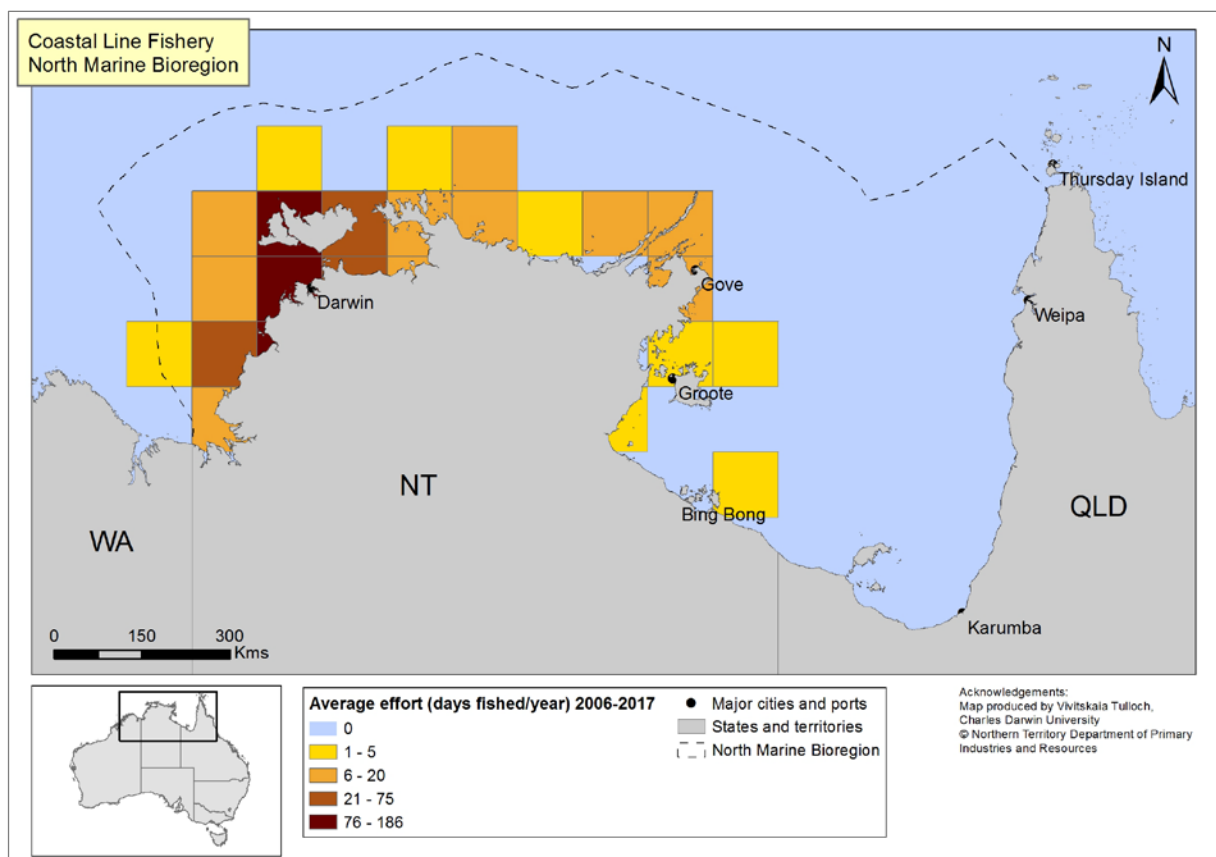 Coastal Line Fishery
North Marine Bioregion
N
Thursday Island
Darwin
Gove
Weipa
Groote
NT
Bing Bong
QLD
WA
Karumba
0 150 300
Kms
Average effort (days fished/year) 2006-2017
0
1 - 5
6 - 20
21 - 75
76 - 186
Major cities and ports
States and territories
North Marine Bioregion
Acknowledgements:
Map produced by Vivitskaia Tulloch,
Charles Darwin University
© Northern Territory Department of Primary
Industries and Resources